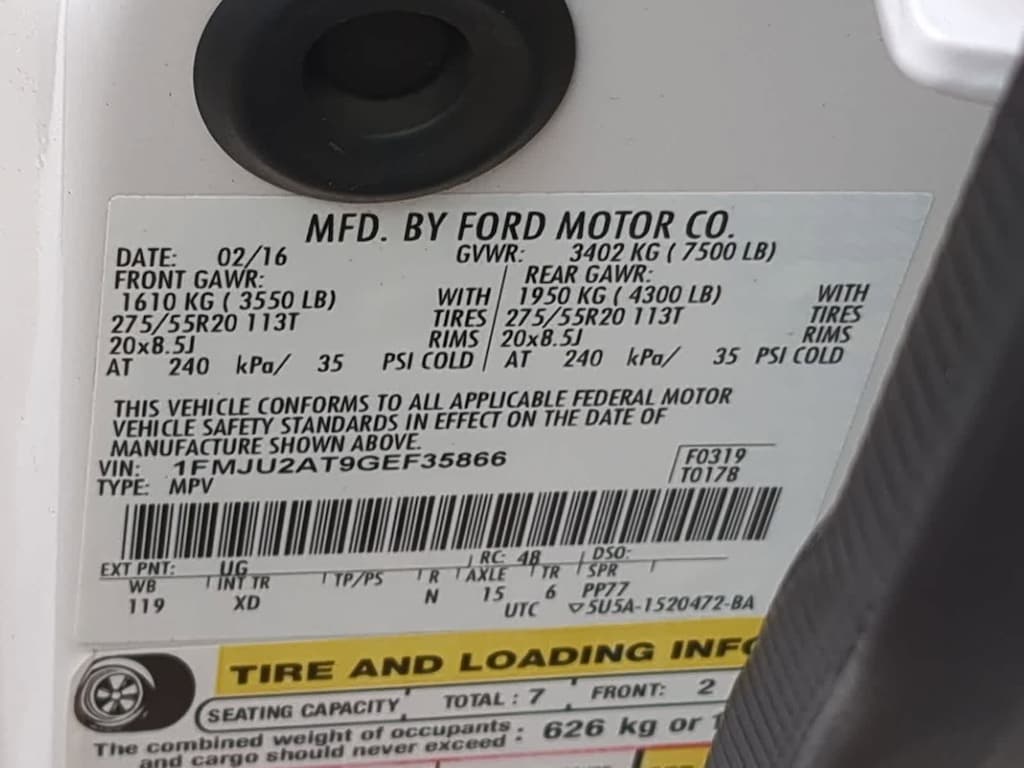 MFD. BY FORD MOTOR CO.
DATE: 02/16 GVWR: 3402 KG ( 7500 LB)
FRONT GAWR: REAR GAWR:
1610 KG ( 3550 LB) WITH 1950 KG ( 4300 LB) WITH
275/55R20 113T TIRES 275/55R20 113T TIRES
20x8.5J RIMS 20x8.5J RIMS
AT 240 kPa/ 35 PSI COLD AT 240 kPa/ 35 PSI COLD
THIS VEHICLE CONFORMS TO ALL APPLICABLE FEDERAL MOTOR
VEHICLE SAFETY STANDARDS IN EFFECT ON THE DATE OF
MANUFACTURE SHOWN ABOVE.
VIN: 1FMJU2AT9GEF35866 F0319
TYPE: MPV T0178
EXT PNT: UG RC: 48 DSO:
WB INT TR TP/PS R AXLE TR SPR
119 XD N 15 6 PP77
UTC ▽5U5A-1520472-BA
TIRE AND LOADING
SEATING CAPACITY TOTAL : 7 FRONT: 2
The combined weight of occupants : 626 kg or
and cargo should never exceed